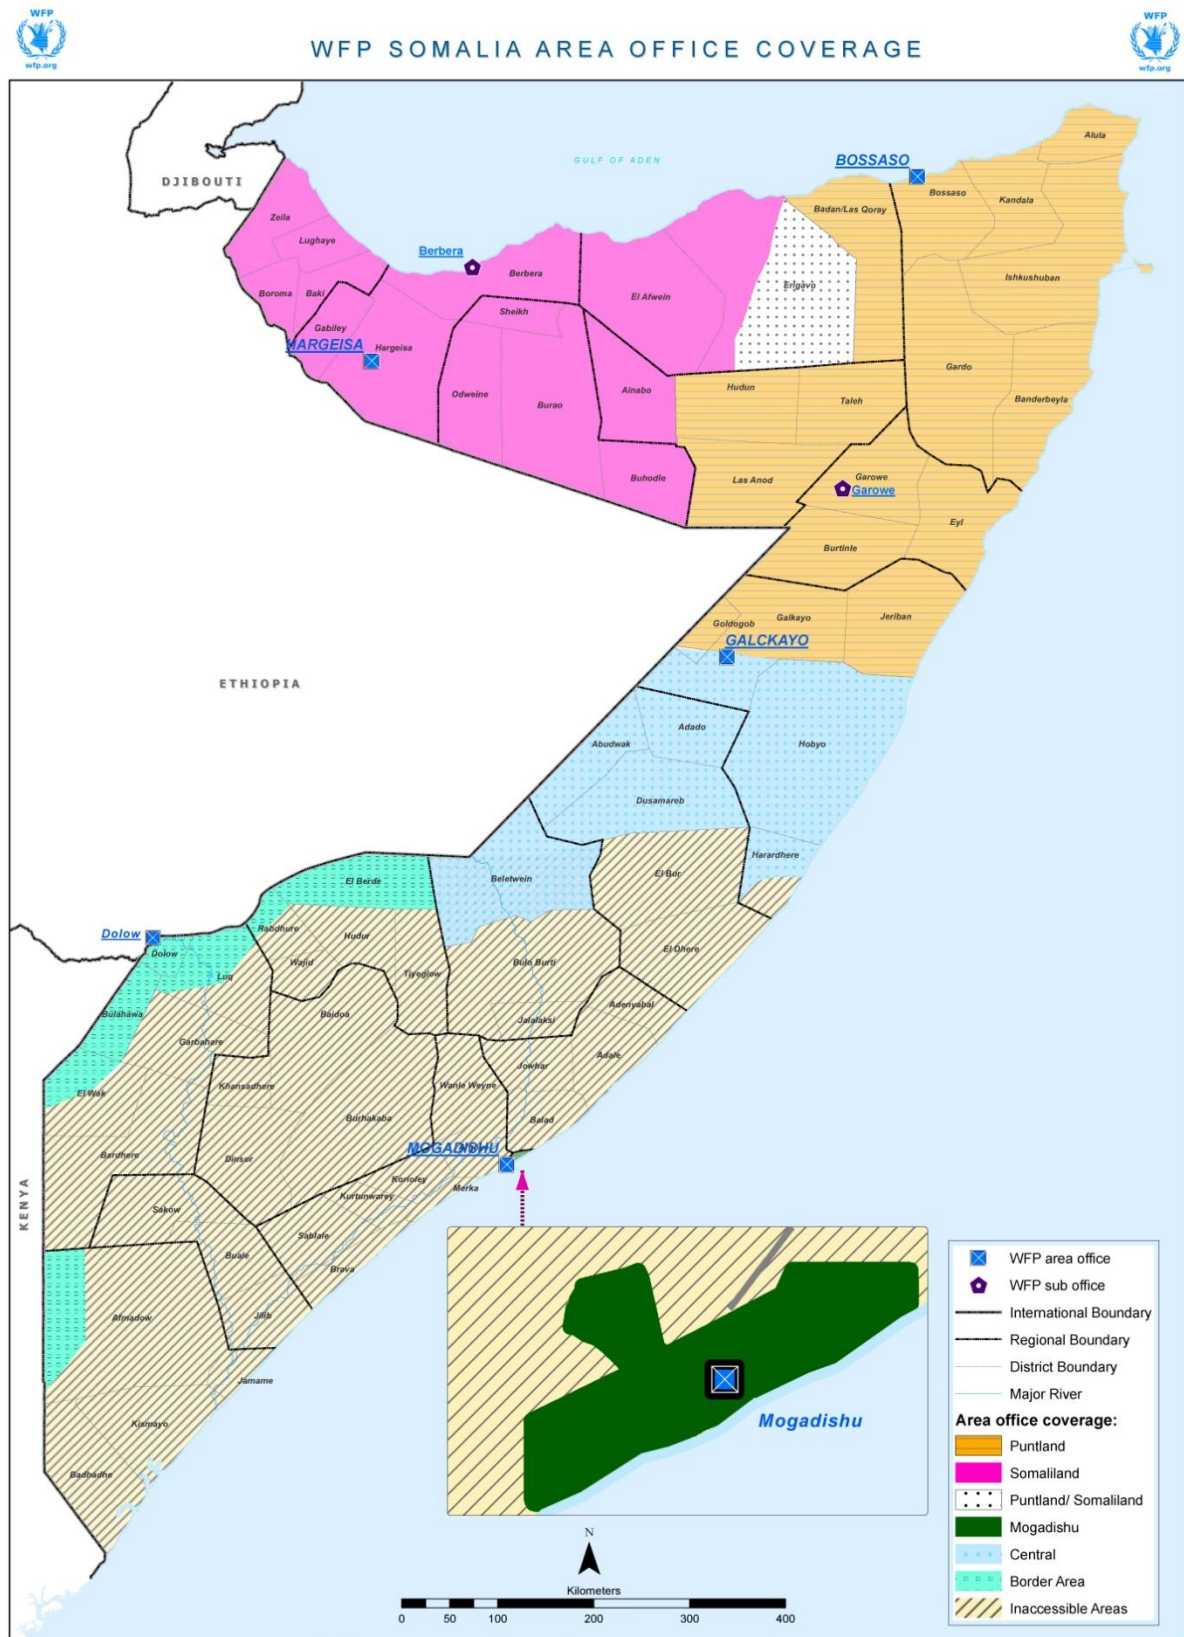 WFP
wfp.org
WFP SOMALIA AREA OFFICE COVERAGE
WFP
wfp.org
DJIBOUTI
GULF OF ADEN
BOSSASO
Alula
Bossaso
Kandala
Badan/Las Qoray
Zeila
Lughaye
Berbera
Berbera
Ishkushuban
Erigavo
Boroma
Baki
El Afwein
Sheikh
Gabiley
HARGEISA
Hargeisa
Gardo
Hudun
Taleh
Banderbeyla
Odweine
Burao
Ainabo
Buhodle
Las Anod
Garowe
Garowe
Eyl
Burtinle
Goldogob
Galkayo
Jeriban
GALCKAYO
ETHIOPIA
Abudwak
Adado
Hobyo
Dusamareb
Harardhere
El Berde
Beletwein
El Bur
Dolow
Dolow
Rabdhure
Hudur
Wajid
Tiyeglow
Bulo Burti
El Dhere
Luq
Bulahawa
Baldoa
Jalalaksi
Adenyabal
Garbahare
El Wak
Khansadhere
Wanle Weyne
Jowhar
Adale
Burhakaba
Balad
MOGADISHU
Bardhere
Dinsor
Korioley
Merka
Kurtunwarey
KENYA
Sakow
Sablale
Buale
Brava
Afmadow
Jilib
Jamame
Kismayo
Badhadhe
Mogadishu
WFP area office
WFP sub office
International Boundary
Regional Boundary
District Boundary
Major River
Area office coverage:
Puntland
Somaliland
Puntland/ Somaliland
Mogadishu
Central
Border Area
Inaccessible Areas
N
Kilometers
0 50 100 200 300 400